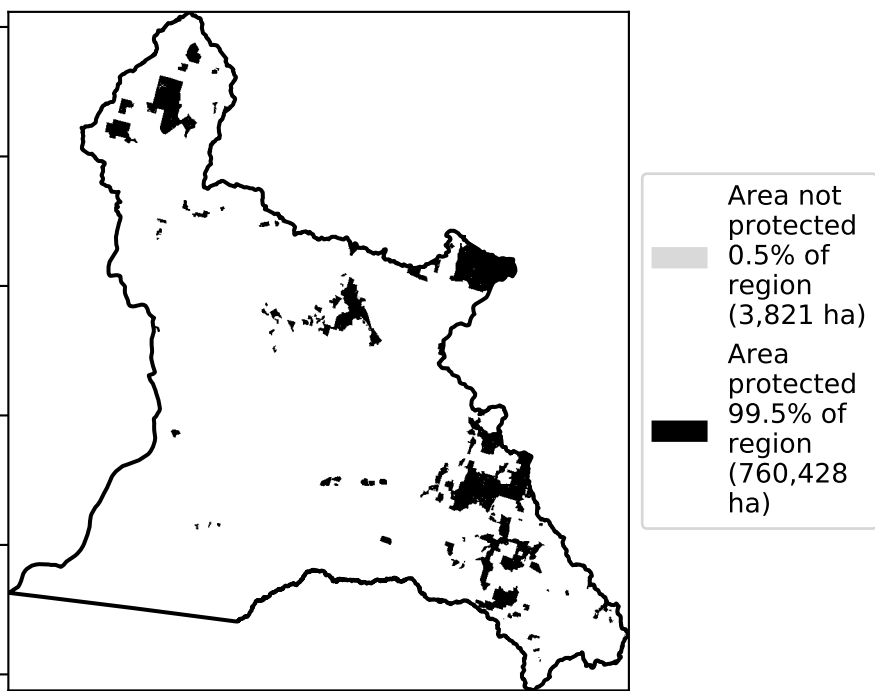 Area not
protected
0.5% of
region
(3,821 ha)
Area
protected
99.5% of
region
(760,428
ha)